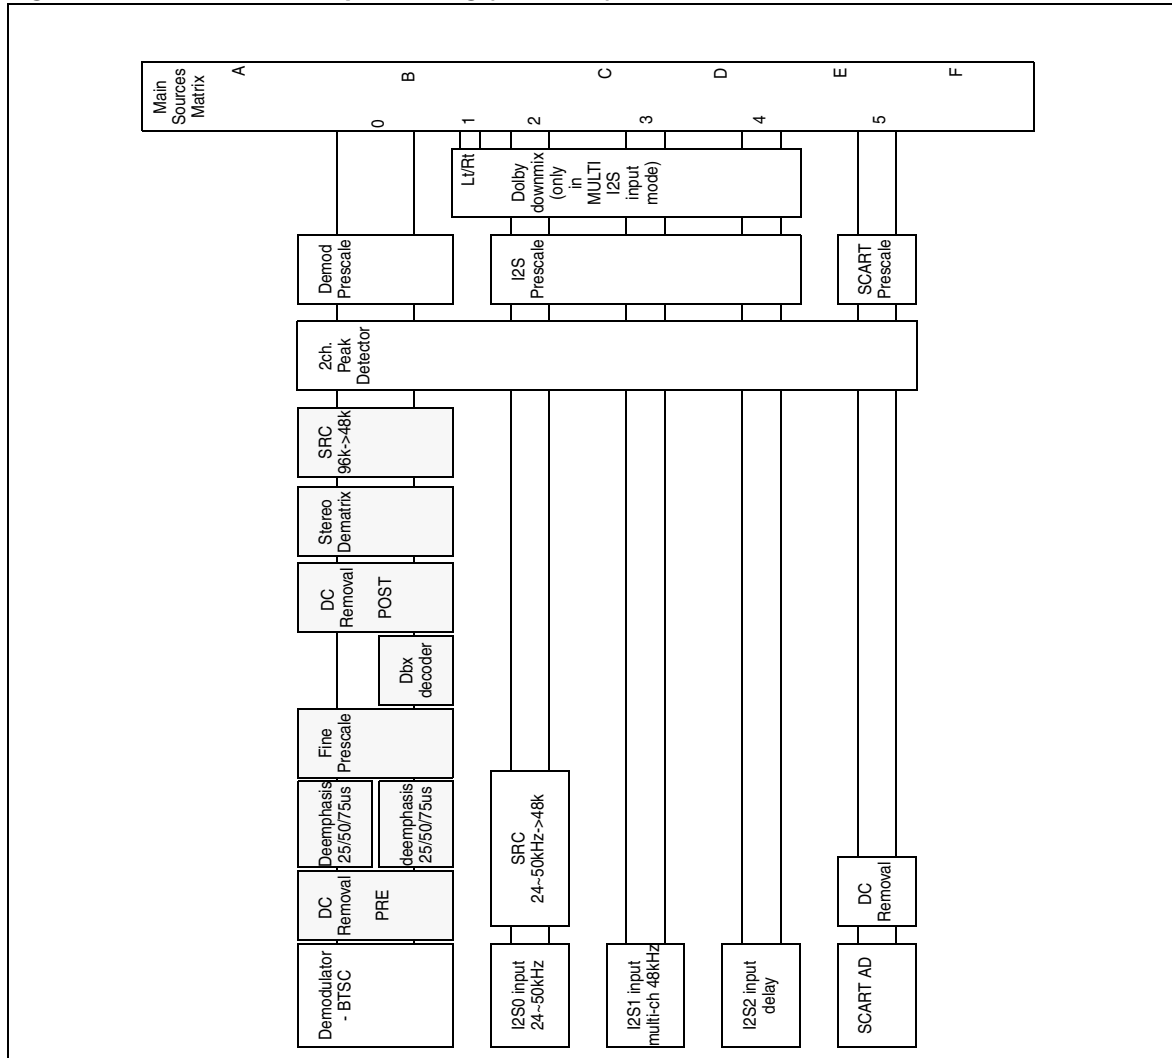 Main
Sources
Matrix
A
B
C
D
E
F
0
1
2
3
4
5
Lt/Rt
Dolby
downmix
(only
in
MULTI
I2S
input
mode)
Demod
Prescale
I2S
Prescale
SCART
Prescale
2ch.
Peak
Detector
SRC
96k->48k
Stereo
Dematrix
DC
Removal
POST
Dbx
decoder
Fine
Prescale
Deemphasis
25/50/75us
deemphasis
25/50/75us
SRC
24~50kHz->48k
DC
Removal
PRE
DC
Removal
Demodulator
- BTSC
I2S0 input
24~50kHz
I2S1 input
multi-ch 48kHz
I2S2 input
delay
SCART AD